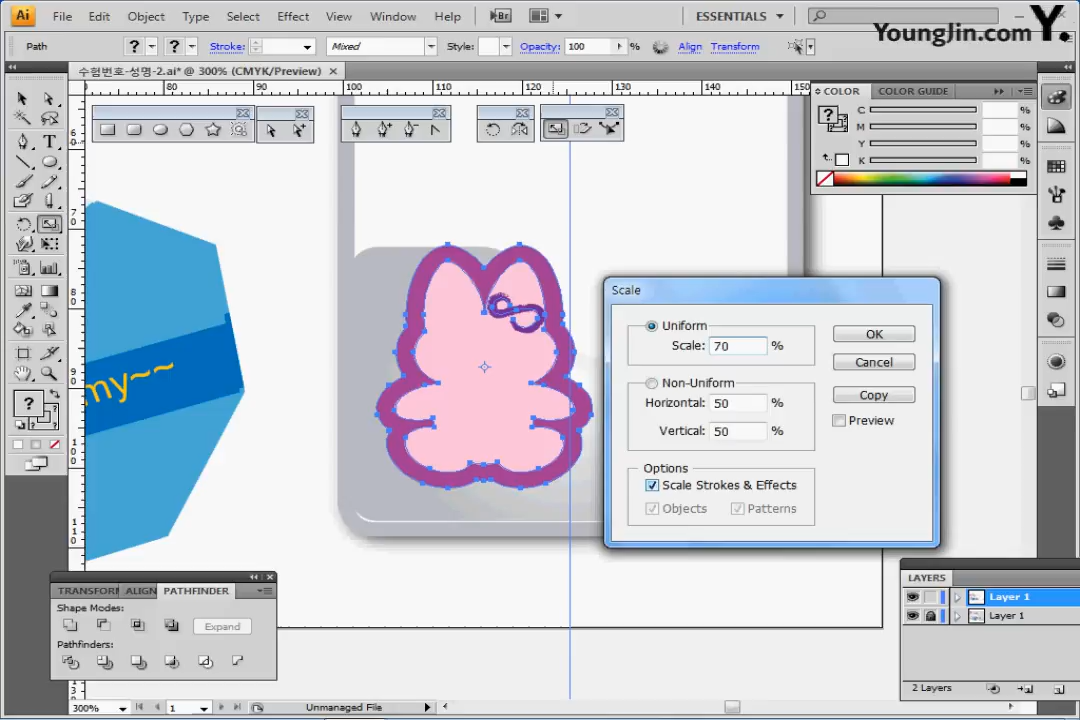 Ai File Edit Object Type Select Effect View Window Help Br ESSENTIALS
YoungJin.com Y.
Path ? ? Stroke: Mixed Style: Opacity: 100 % Align Transform
수험번호-성명-2.ai* @ 300% (CMYK/Preview) ×
80 90 100 110 120 130 140 150
COLOR COLOR GUIDE
? C %
M %
Y %
K %
my~~
Scale
Uniform
Scale: 70 %
Non-Uniform
Horizontal: 50 %
Vertical: 50 %
Options
Scale Strokes & Effects
Objects Patterns
OK
Cancel
Copy
Preview
?
TRANSFORM ALIGN PATHFINDER
Shape Modes:
Expand
Pathfinders:
LAYERS
Layer 1
Layer 1
2 Layers
300% 1 Unmanaged File